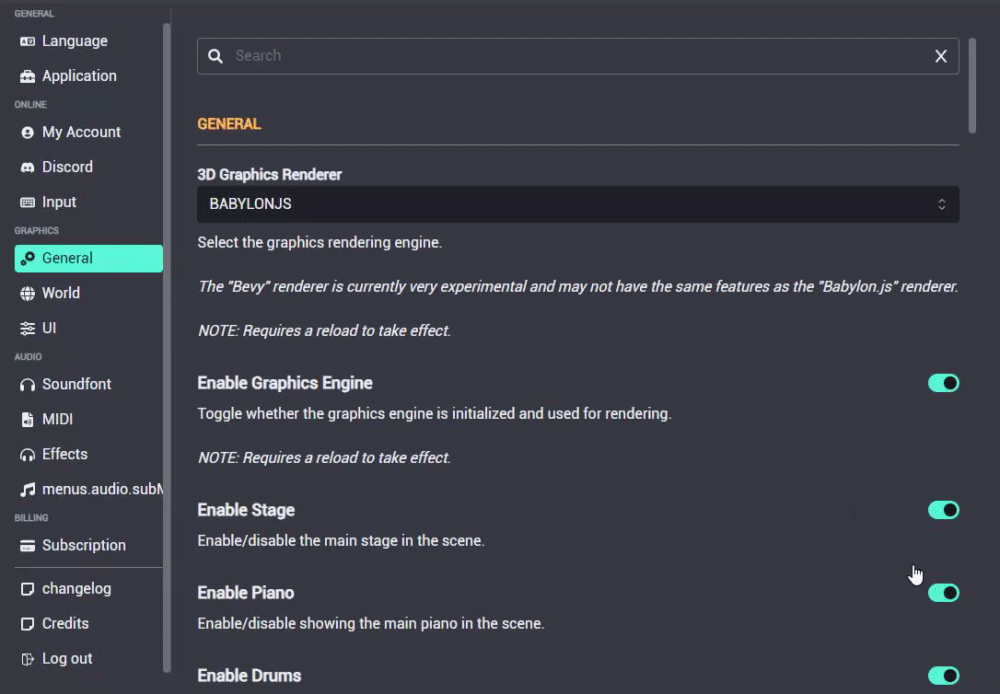 GENERAL
Language
Application
ONLINE
My Account
Discord
Input
GRAPHICS
General
World
UI
AUDIO
Soundfont
MIDI
Effects
menus.audio.subM
BILLING
Subscription
changelog
Credits
Log out
Search
GENERAL
3D Graphics Renderer
BABYLONJS
Select the graphics rendering engine.
The "Bevy" renderer is currently very experimental and may not have the same features as the "Babylon.js" renderer.
NOTE: Requires a reload to take effect.
Enable Graphics Engine
Toggle whether the graphics engine is initialized and used for rendering.
NOTE: Requires a reload to take effect.
Enable Stage
Enable/disable the main stage in the scene.
Enable Piano
Enable/disable showing the main piano in the scene.
Enable Drums